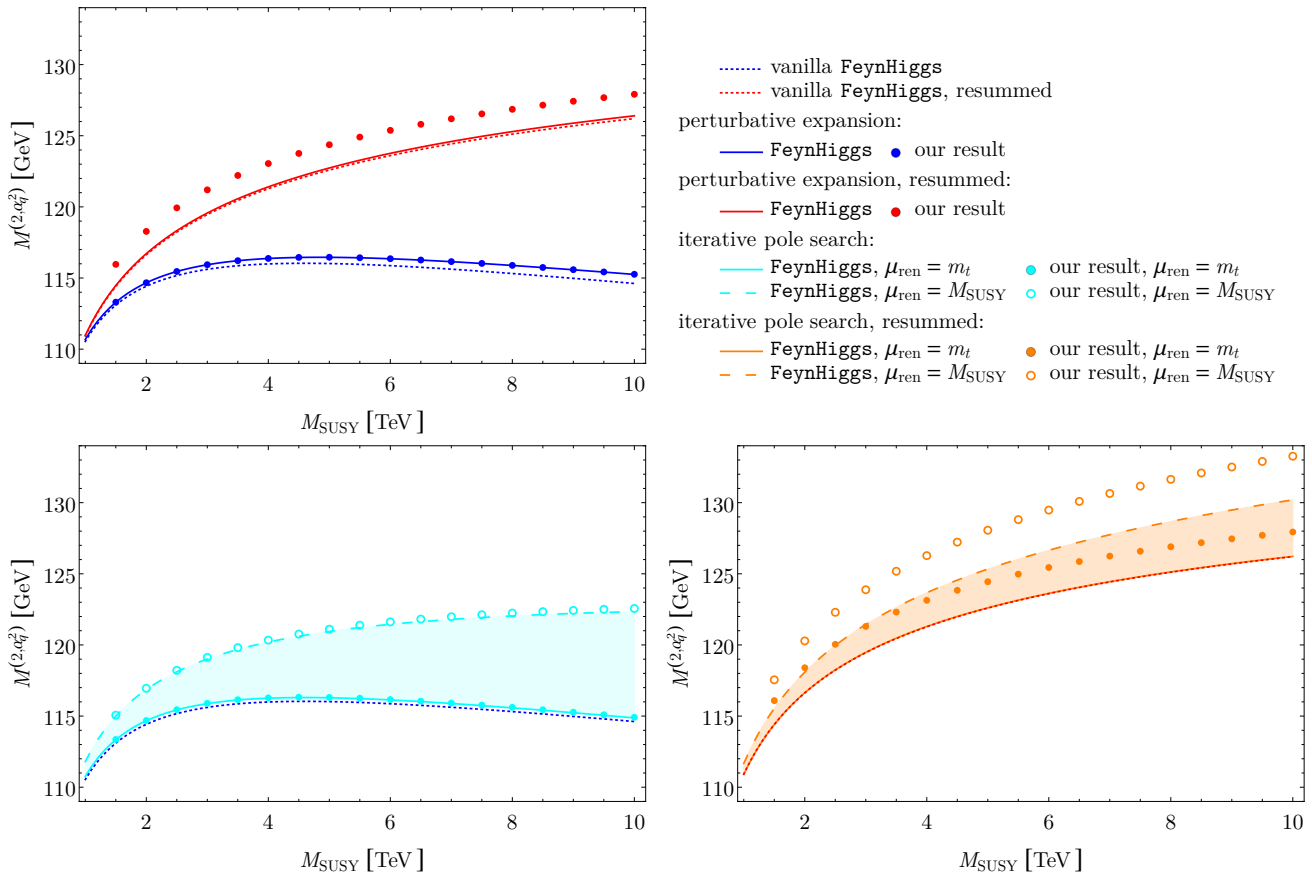 130
125
120
115
110
M^(2,α_q^2) [GeV]
2 4 6 8 10
M_SUSY [TeV]
vanilla FeynHiggs
vanilla FeynHiggs, resummed
perturbative expansion:
FeynHiggs our result
perturbative expansion, resummed:
FeynHiggs our result
iterative pole search:
FeynHiggs, μ_ren = m_t our result, μ_ren = m_t
FeynHiggs, μ_ren = M_SUSY our result, μ_ren = M_SUSY
iterative pole search, resummed:
FeynHiggs, μ_ren = m_t our result, μ_ren = m_t
FeynHiggs, μ_ren = M_SUSY our result, μ_ren = M_SUSY
130
125
120
115
110
M^(2,α_q^2) [GeV]
2 4 6 8 10
M_SUSY [TeV]
130
125
120
115
110
M^(2,α_q^2) [GeV]
2 4 6 8 10
M_SUSY [TeV]